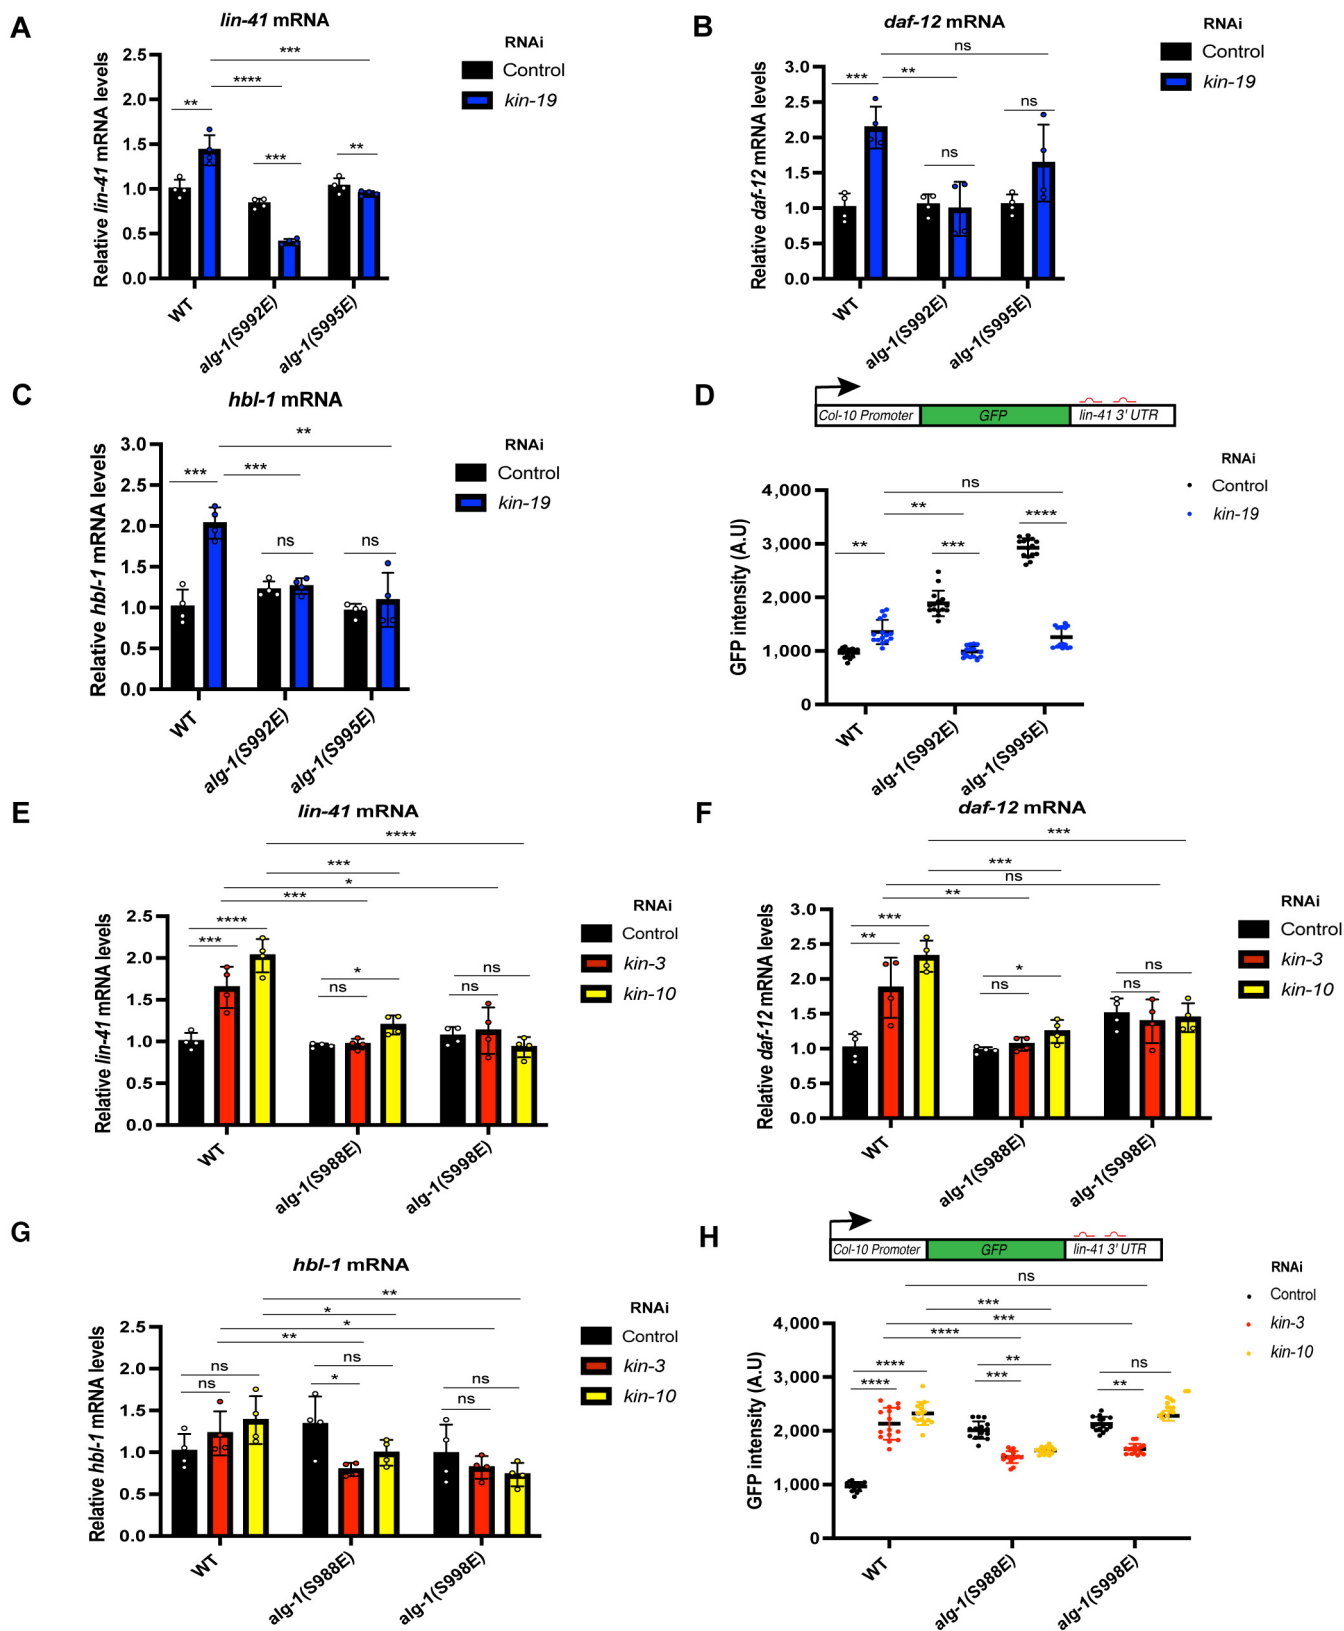 A
lin-41 mRNA
Relative lin-41 mRNA levels
2.5
2.0
1.5
1.0
0.5
0.0
***
****
**
***
**
WT
alg-1(S992E)
alg-1(S995E)
RNAi
Control
kin-19
B
daf-12 mRNA
Relative daf-12 mRNA levels
3.0
2.5
2.0
1.5
1.0
0.5
0.0
ns
***
**
ns
ns
WT
alg-1(S992E)
alg-1(S995E)
RNAi
Control
kin-19
C
hbl-1 mRNA
Relative hbl-1 mRNA levels
3.0
2.5
2.0
1.5
1.0
0.5
0.0
**
***
***
ns
ns
WT
alg-1(S992E)
alg-1(S995E)
RNAi
Control
kin-19
D
Col-10 Promoter
GFP
lin-41 3' UTR
GFP intensity (A.U)
4,000
3,000
2,000
1,000
0
ns
**
**
***
****
WT
alg-1(S992E)
alg-1(S995E)
RNAi
Control
kin-19
E
lin-41 mRNA
Relative lin-41 mRNA levels
2.5
2.0
1.5
1.0
0.5
0.0
****
***
*
***
****
***
*
ns
ns
ns
WT
alg-1(S988E)
alg-1(S998E)
RNAi
Control
kin-3
kin-10
F
daf-12 mRNA
Relative daf-12 mRNA levels
3.0
2.5
2.0
1.5
1.0
0.5
0.0
***
***
ns
**
***
**
*
ns
ns
ns
WT
alg-1(S988E)
alg-1(S998E)
RNAi
Control
kin-3
kin-10
G
hbl-1 mRNA
Relative hbl-1 mRNA levels
2.5
2.0
1.5
1.0
0.5
0.0
**
*
*
**
ns
ns
ns
*
ns
ns
WT
alg-1(S988E)
alg-1(S998E)
RNAi
Control
kin-3
kin-10
H
Col-10 Promoter
GFP
lin-41 3' UTR
GFP intensity (A.U)
4,000
3,000
2,000
1,000
0
ns
***
***
****
****
****
**
***
ns
**
WT
alg-1(S988E)
alg-1(S998E)
RNAi
Control
kin-3
kin-10